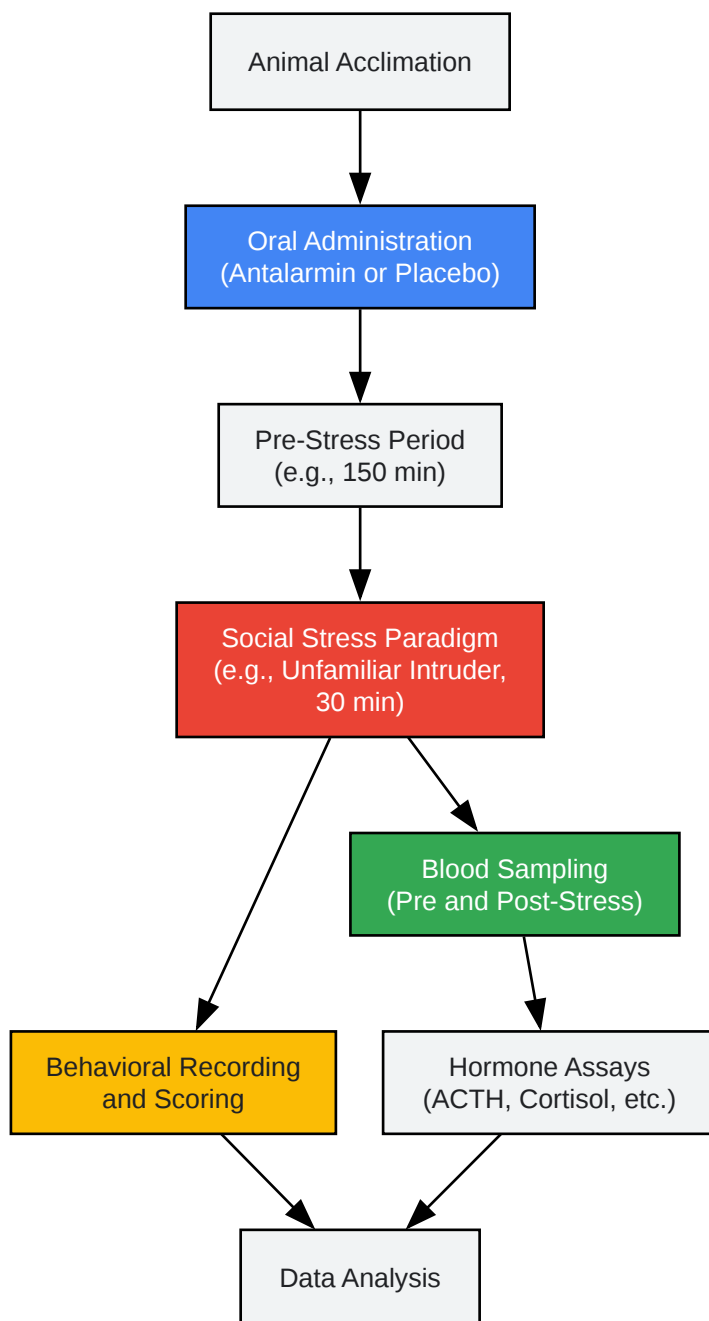 Animal Acclimation
Oral Administration
(Antalarmin or Placebo)
Pre-Stress Period
(e.g., 150 min)
Social Stress Paradigm
(e.g., Unfamiliar Intruder,
30 min)
Blood Sampling
(Pre and Post-Stress)
Behavioral Recording
and Scoring
Hormone Assays
(ACTH, Cortisol, etc.)
Data Analysis